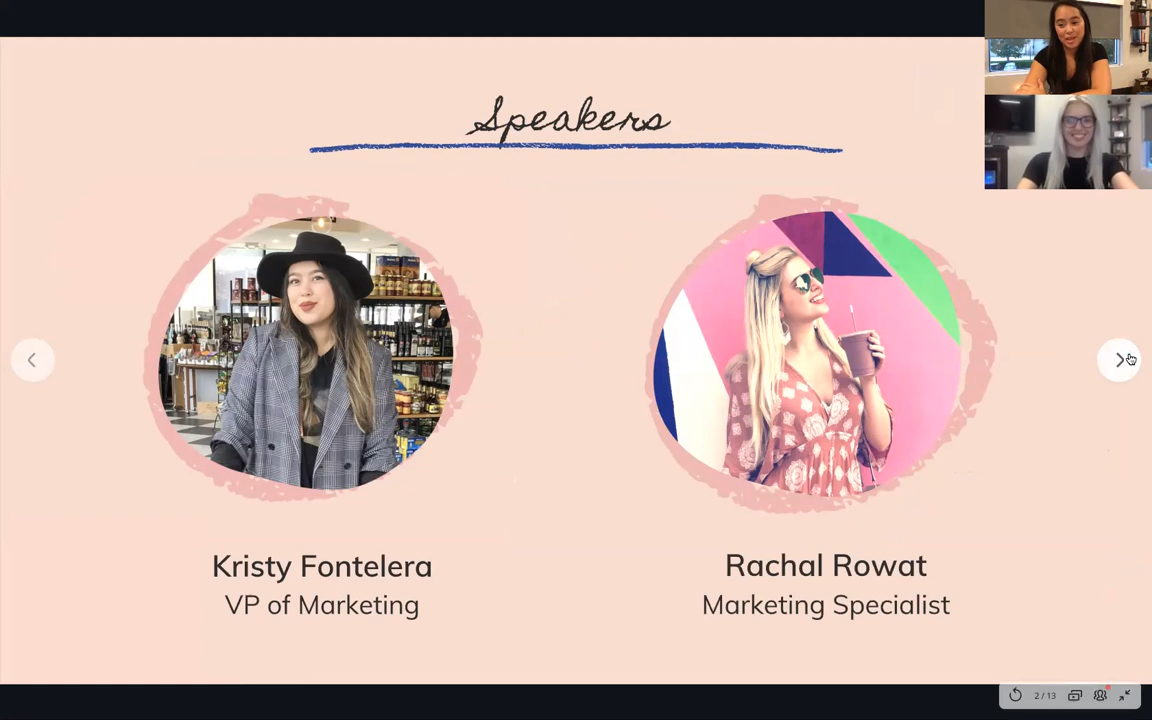 Speakers
Kristy Fontelera
VP of Marketing
Rachal Rowat
Marketing Specialist
2 / 13